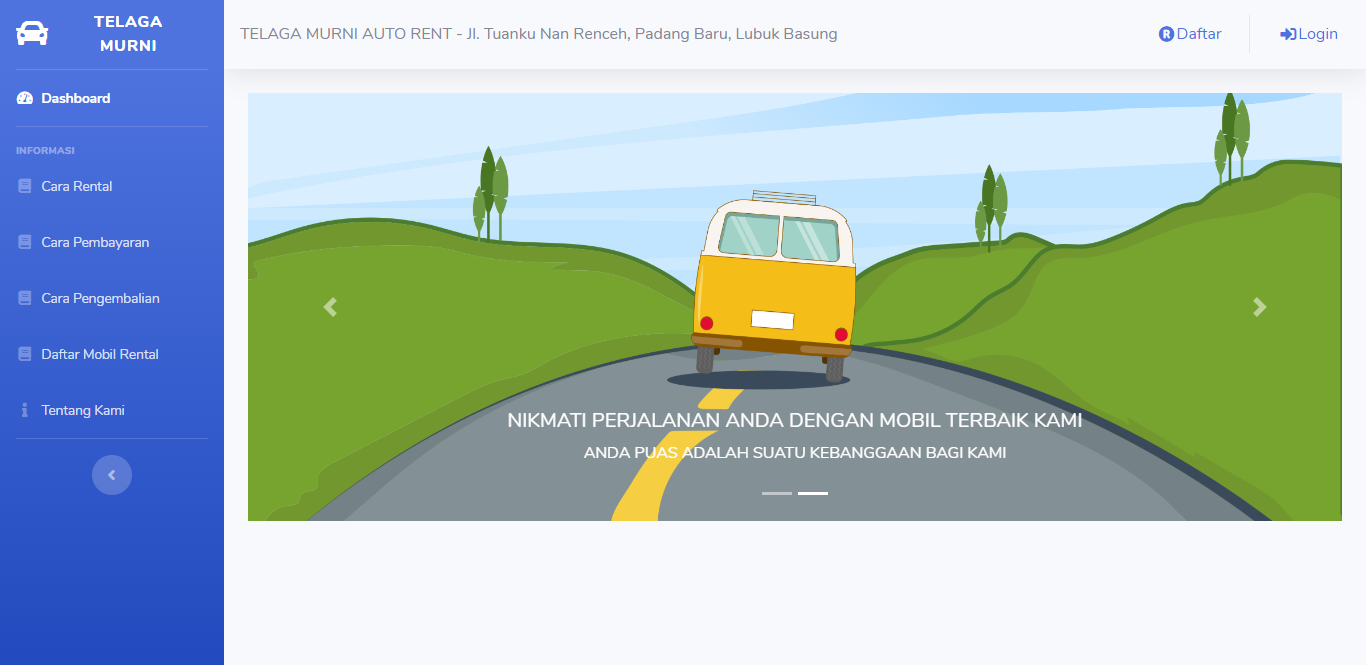 TELAGA
MURNI
TELAGA MURNI AUTO RENT - Jl. Tuanku Nan Renceh, Padang Baru, Lubuk Basung
Daftar
Login
Dashboard
INFORMASI
Cara Rental
Cara Pembayaran
Cara Pengembalian
Daftar Mobil Rental
Tentang Kami
NIKMATI PERJALANAN ANDA DENGAN MOBIL TERBAIK KAMI
ANDA PUAS ADALAH SUATU KEBANGGAAN BAGI KAMI